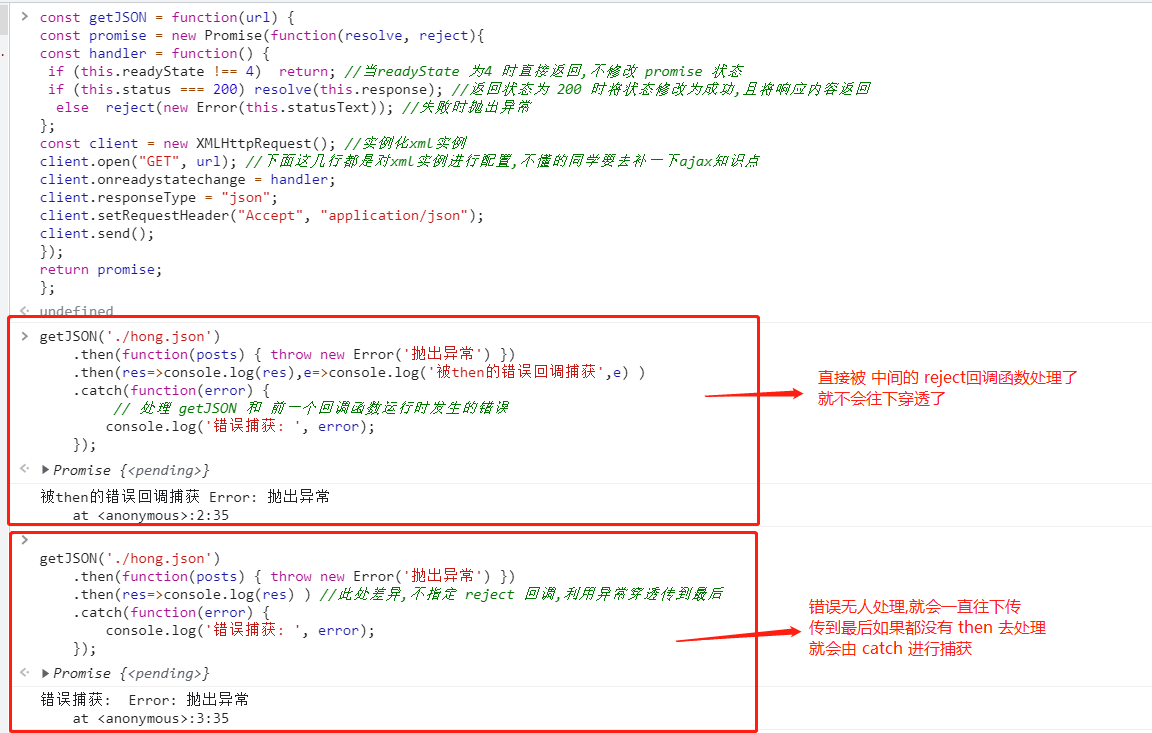 > const getJSON = function(url) {
const promise = new Promise(function(resolve, reject){
const handler = function() {
if (this.readyState !== 4)  return; //当readyState 为4 时直接返回,不修改 promise 状态
if (this.status === 200) resolve(this.response); //返回状态为 200 时将状态修改为成功,且将响应内容返回
else  reject(new Error(this.statusText)); //失败时抛出异常
};
const client = new XMLHttpRequest(); //实例化xml实例
client.open("GET", url); //下面这几行都是对xml实例进行配置,不懂的同学要去补一下ajax知识点
client.onreadystatechange = handler;
client.responseType = "json";
client.setRequestHeader("Accept", "application/json");
client.send();
});
return promise;
};
undefined
> getJSON('./hong.json')
.then(function(posts) { throw new Error('抛出异常') })
.then(res=>console.log(res),e=>console.log('被then的错误回调捕获',e) )
.catch(function(error) {
// 处理 getJSON 和 前一个回调函数运行时发生的错误
console.log('错误捕获: ', error);
});
Promise {<pending>}
被then的错误回调捕获 Error: 抛出异常
at <anonymous>:2:35
直接被 中间的 reject回调函数处理了
就不会往下穿透了
>
getJSON('./hong.json')
.then(function(posts) { throw new Error('抛出异常') })
.then(res=>console.log(res) ) //此处差异,不指定 reject 回调,利用异常穿透传到最后
.catch(function(error) {
console.log('错误捕获: ', error);
});
Promise {<pending>}
错误捕获:  Error: 抛出异常
at <anonymous>:3:35
错误无人处理,就会一直往下传
传到最后如果都没有 then 去处理
就会由 catch 进行捕获